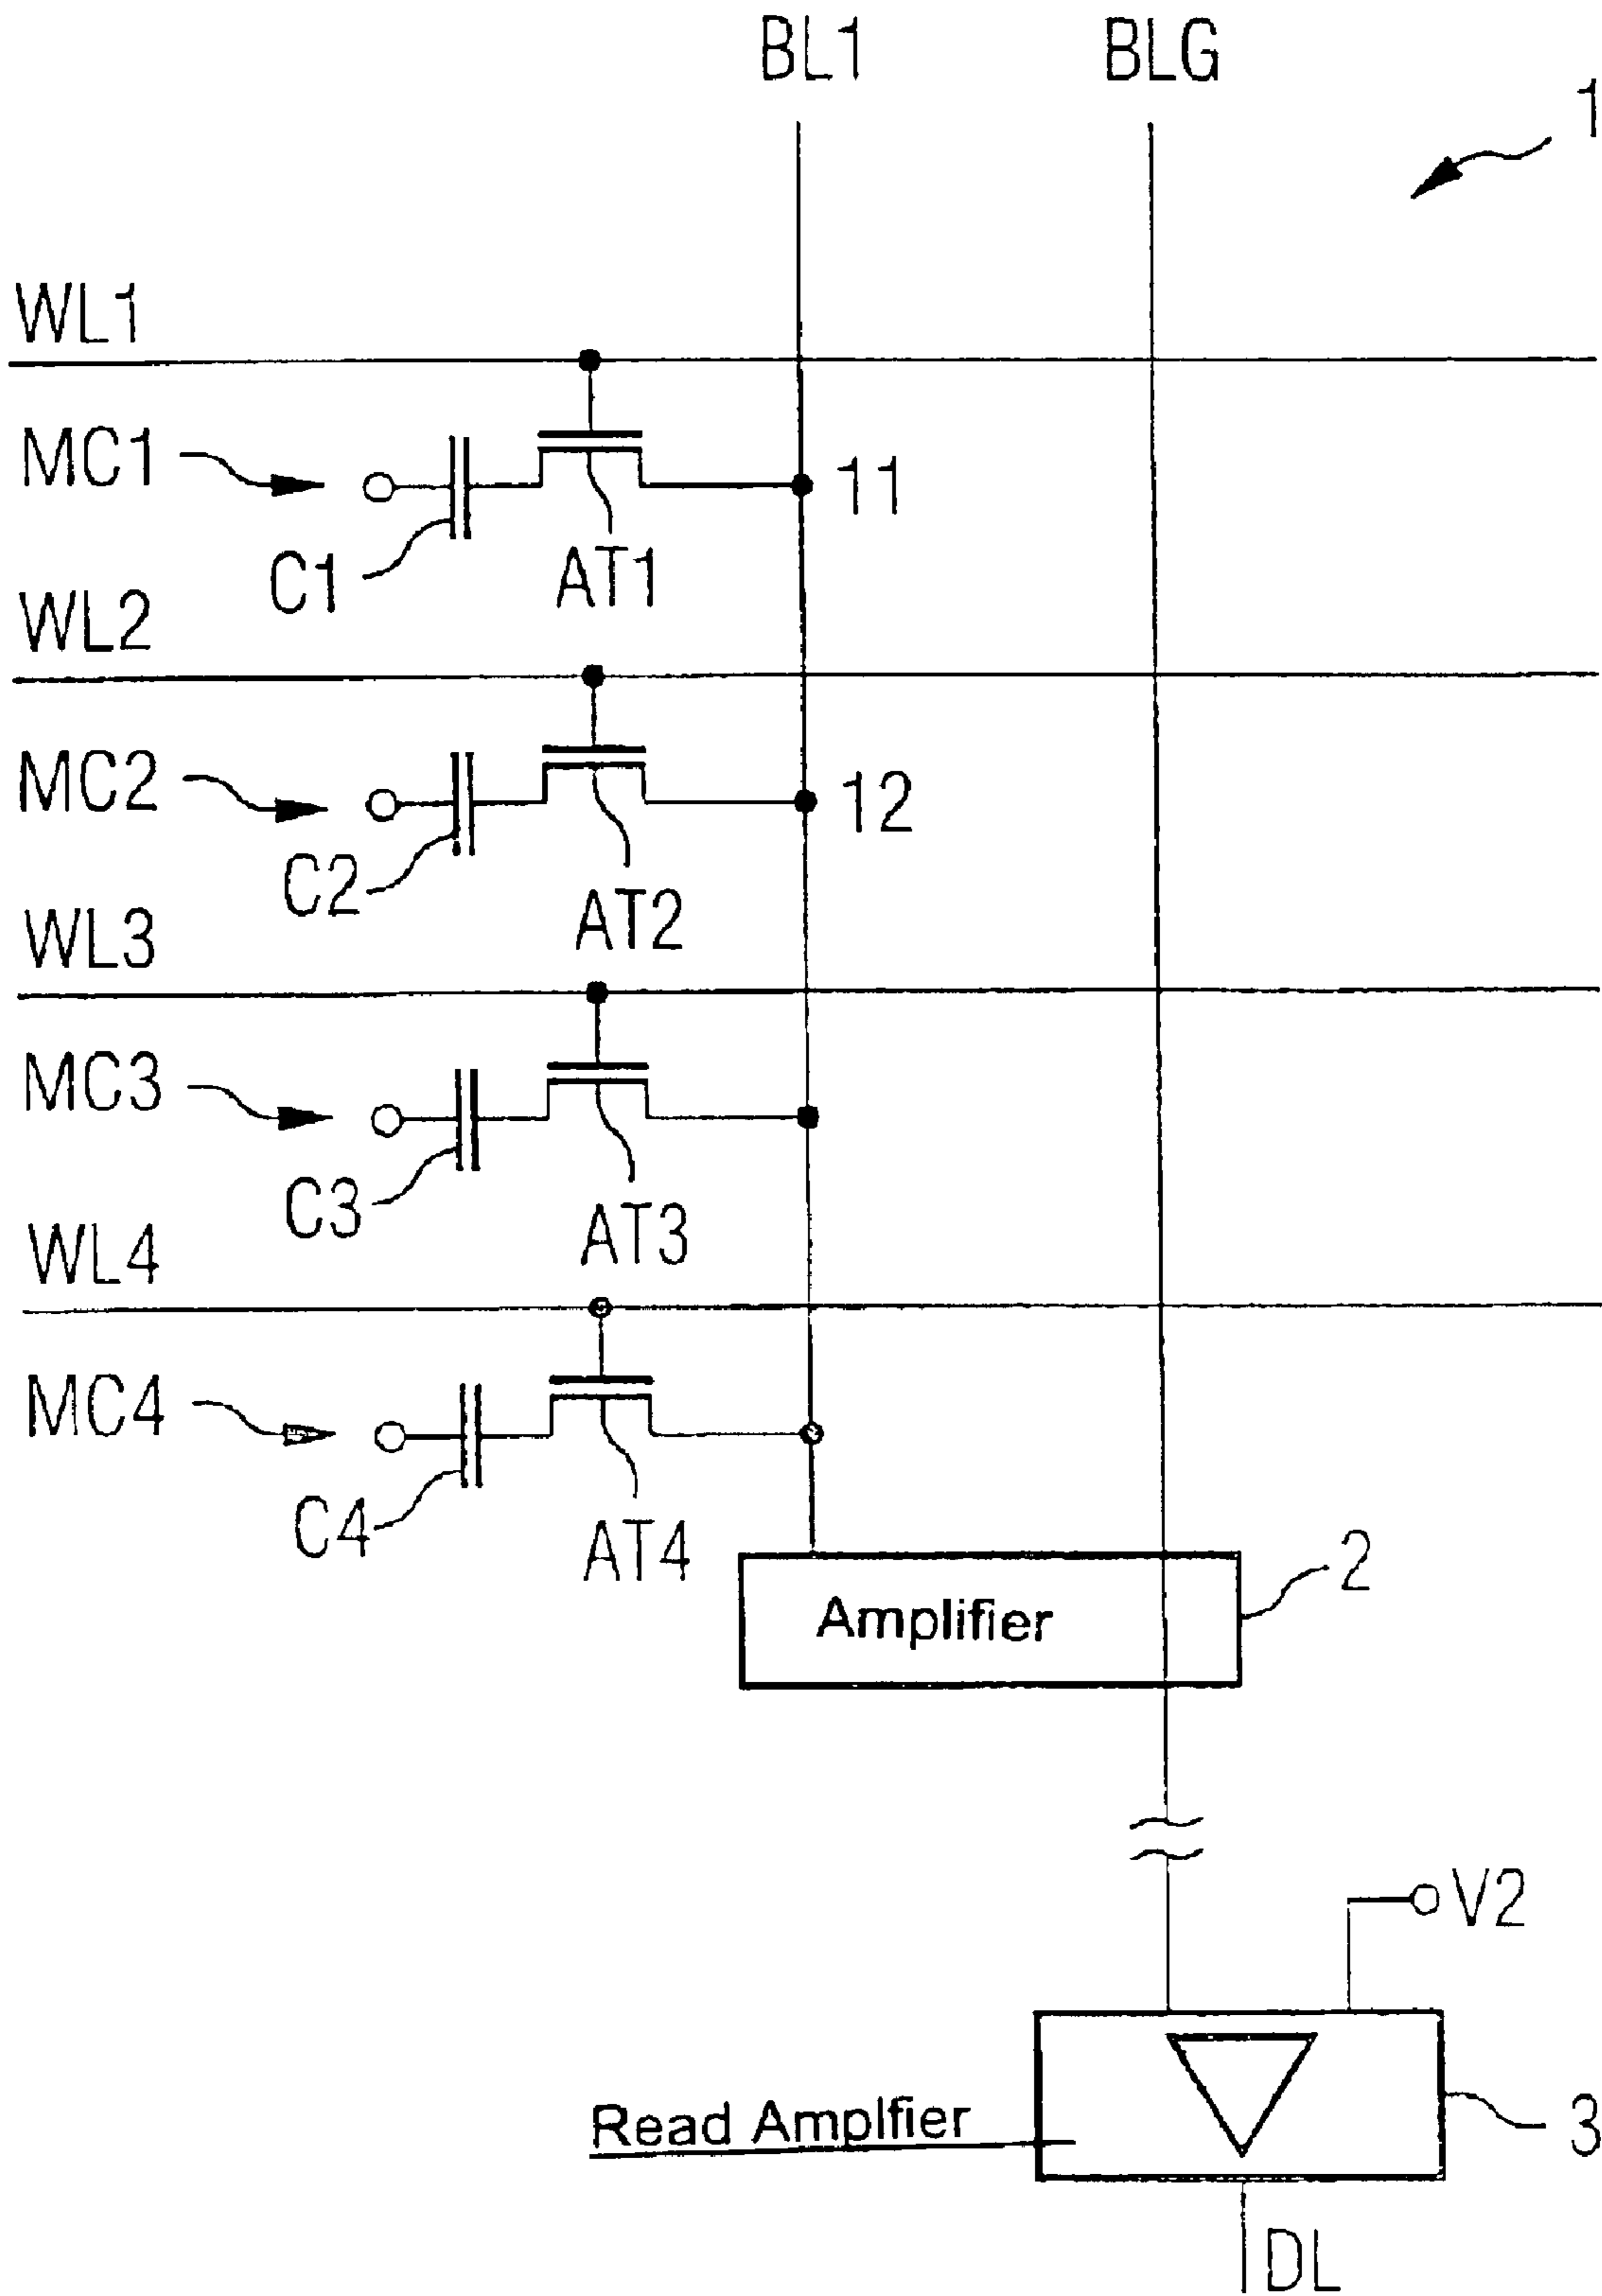 BL1
BLG
1
WL1
MC1
11
C1
AT1
WL2
MC2
12
C2
AT2
WL3
MC3
C3
AT3
WL4
MC4
C4
AT4
2
Amplifier
V2
Read Amplfier
3
DL